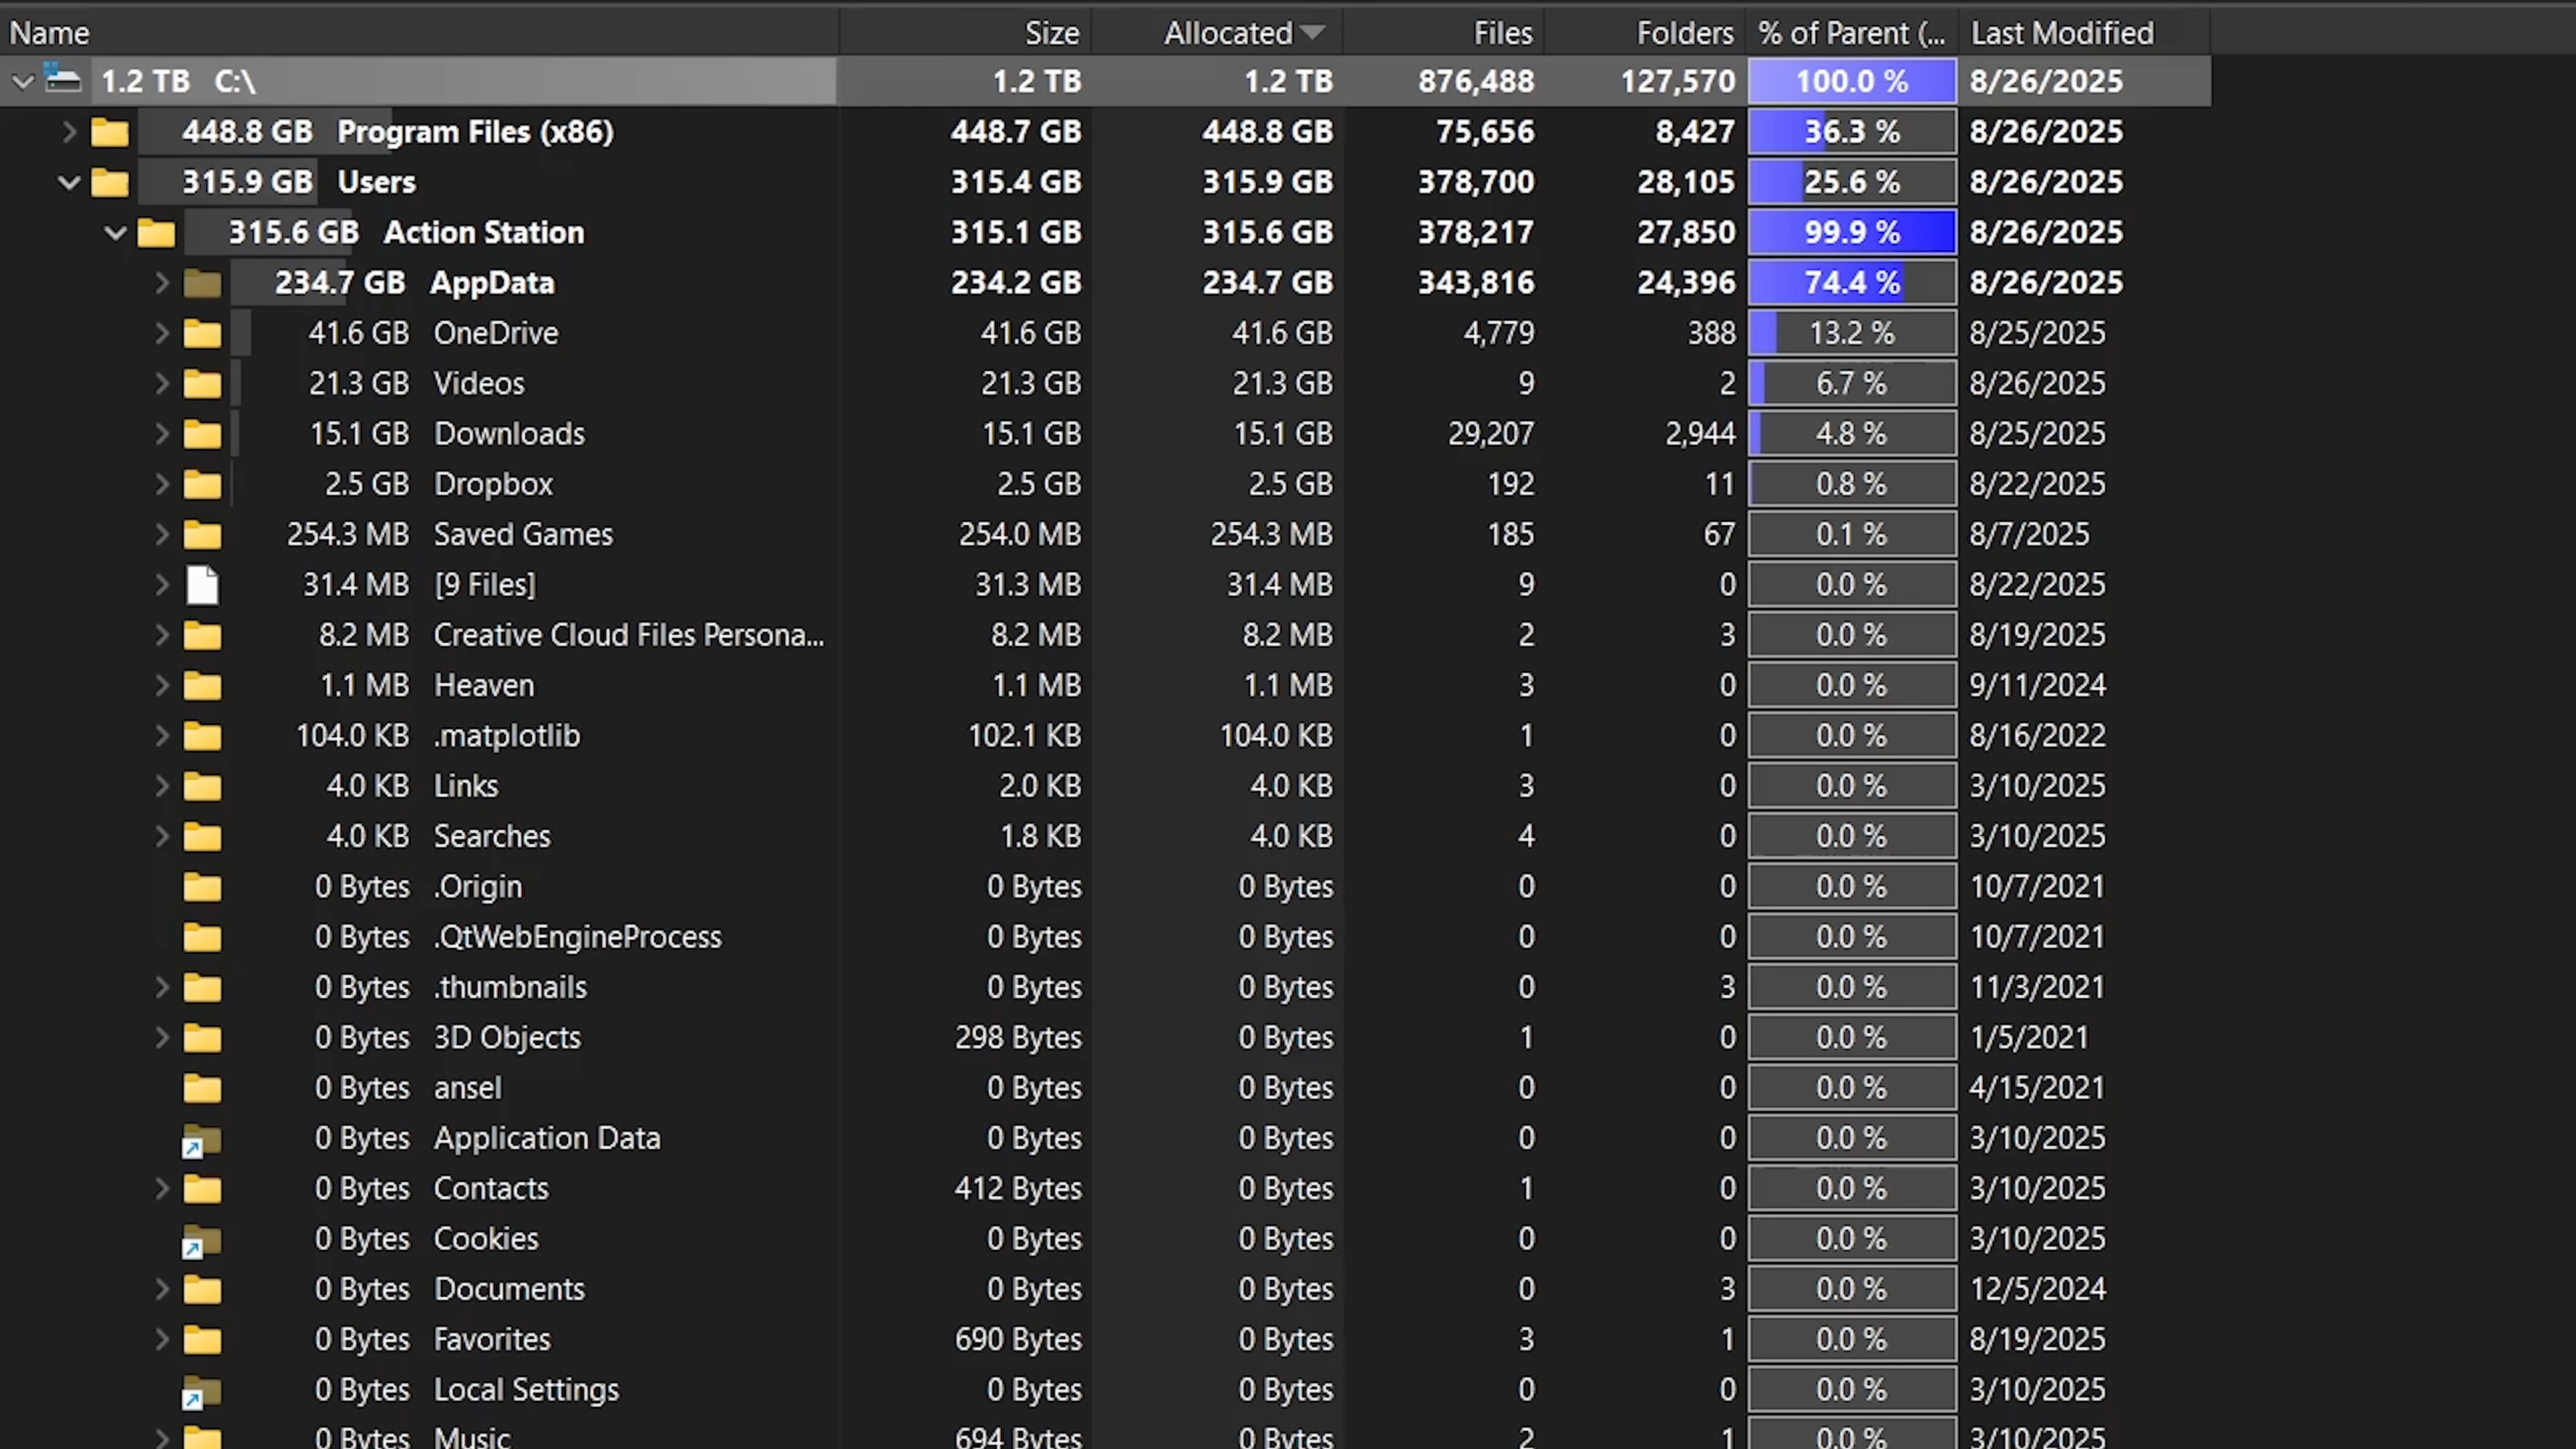 Name Size Allocated Files Folders % of Parent (... Last Modified
1.2 TB C:\ 1.2 TB 1.2 TB 876,488 127,570 100.0 % 8/26/2025
448.8 GB Program Files (x86) 448.7 GB 448.8 GB 75,656 8,427 36.3 % 8/26/2025
315.9 GB Users 315.4 GB 315.9 GB 378,700 28,105 25.6 % 8/26/2025
315.6 GB Action Station 315.1 GB 315.6 GB 378,217 27,850 99.9 % 8/26/2025
234.7 GB AppData 234.2 GB 234.7 GB 343,816 24,396 74.4 % 8/26/2025
41.6 GB OneDrive 41.6 GB 41.6 GB 4,779 388 13.2 % 8/25/2025
21.3 GB Videos 21.3 GB 21.3 GB 9 2 6.7 % 8/26/2025
15.1 GB Downloads 15.1 GB 15.1 GB 29,207 2,944 4.8 % 8/25/2025
2.5 GB Dropbox 2.5 GB 2.5 GB 192 11 0.8 % 8/22/2025
254.3 MB Saved Games 254.0 MB 254.3 MB 185 67 0.1 % 8/7/2025
31.4 MB [9 Files] 31.3 MB 31.4 MB 9 0 0.0 % 8/22/2025
8.2 MB Creative Cloud Files Persona... 8.2 MB 8.2 MB 2 3 0.0 % 8/19/2025
1.1 MB Heaven 1.1 MB 1.1 MB 3 0 0.0 % 9/11/2024
104.0 KB .matplotlib 102.1 KB 104.0 KB 1 0 0.0 % 8/16/2022
4.0 KB Links 2.0 KB 4.0 KB 3 0 0.0 % 3/10/2025
4.0 KB Searches 1.8 KB 4.0 KB 4 0 0.0 % 3/10/2025
0 Bytes .Origin 0 Bytes 0 Bytes 0 0 0.0 % 10/7/2021
0 Bytes .QtWebEngineProcess 0 Bytes 0 Bytes 0 0 0.0 % 10/7/2021
0 Bytes .thumbnails 0 Bytes 0 Bytes 0 3 0.0 % 11/3/2021
0 Bytes 3D Objects 298 Bytes 0 Bytes 1 0 0.0 % 1/5/2021
0 Bytes ansel 0 Bytes 0 Bytes 0 0 0.0 % 4/15/2021
0 Bytes Application Data 0 Bytes 0 Bytes 0 0 0.0 % 3/10/2025
0 Bytes Contacts 412 Bytes 0 Bytes 1 0 0.0 % 3/10/2025
0 Bytes Cookies 0 Bytes 0 Bytes 0 0 0.0 % 3/10/2025
0 Bytes Documents 0 Bytes 0 Bytes 0 3 0.0 % 12/5/2024
0 Bytes Favorites 690 Bytes 0 Bytes 3 1 0.0 % 8/19/2025
0 Bytes Local Settings 0 Bytes 0 Bytes 0 0 0.0 % 3/10/2025
0 Bytes Music 694 Bytes 0 Bytes 2 1 0.0 % 3/10/2025